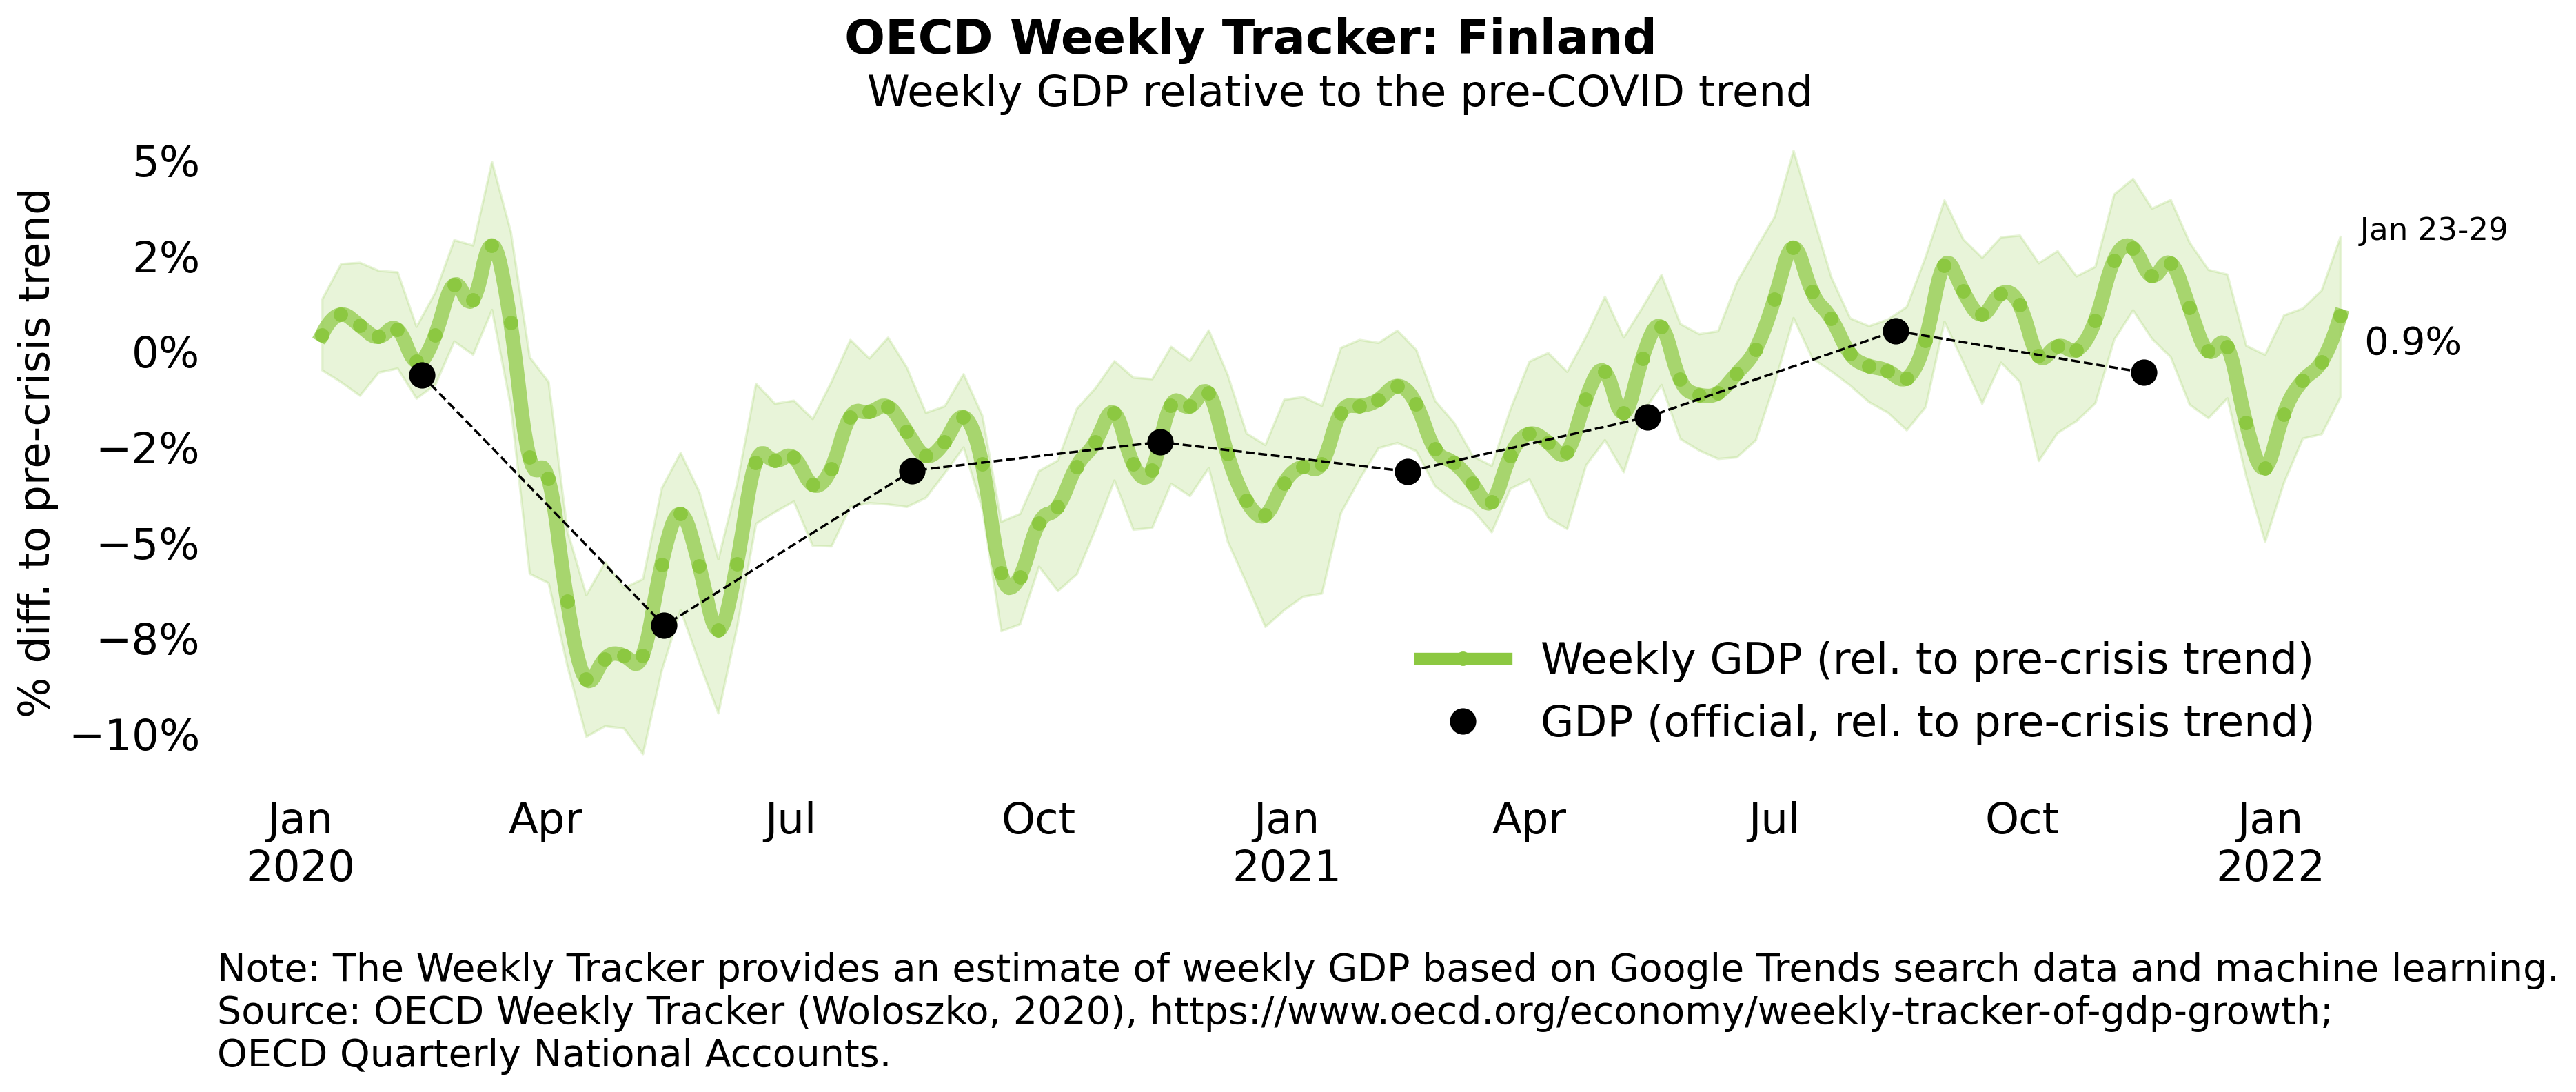 OECD Weekly Tracker: Finland
Weekly GDP relative to the pre-COVID trend
% diff. to pre-crisis trend
5%
2%
0%
−2%
−5%
−8%
−10%
Jan 23-29
0.9%
Weekly GDP (rel. to pre-crisis trend)
GDP (official, rel. to pre-crisis trend)
Jan Apr Jul Oct Jan Apr Jul Oct Jan
2020 2021 2022
Note: The Weekly Tracker provides an estimate of weekly GDP based on Google Trends search data and machine learning.
Source: OECD Weekly Tracker (Woloszko, 2020), https://www.oecd.org/economy/weekly-tracker-of-gdp-growth;
OECD Quarterly National Accounts.